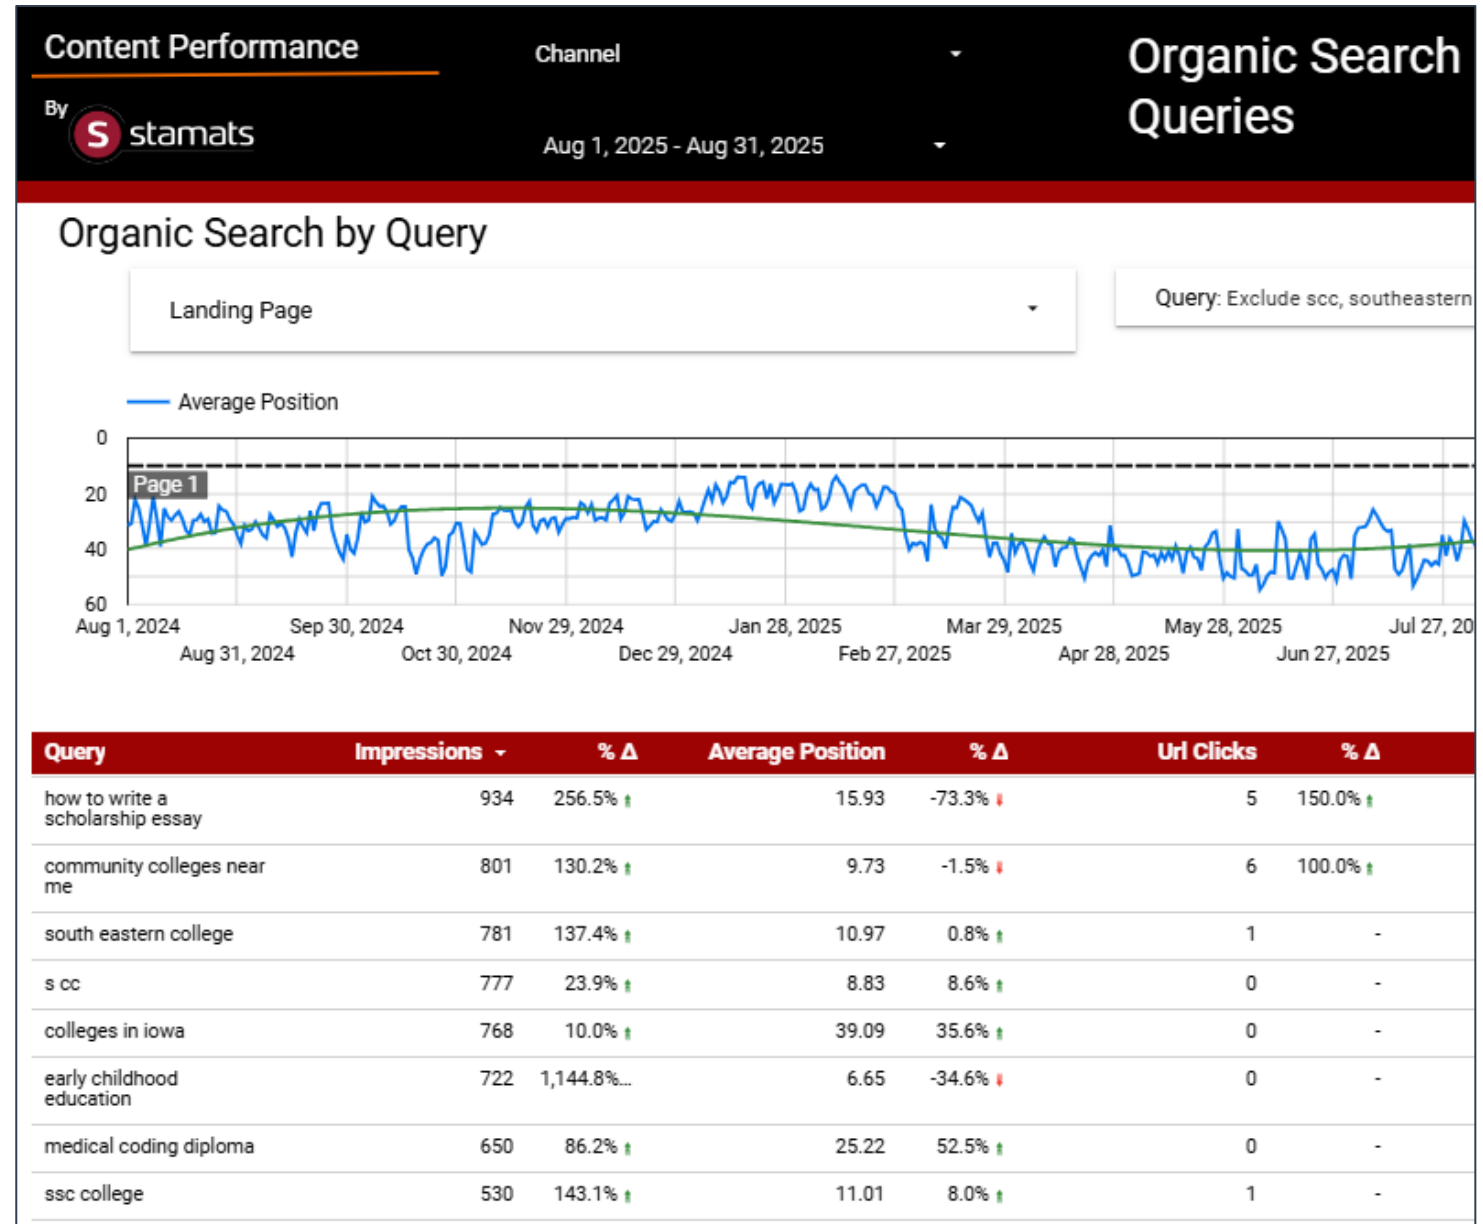 Content Performance
By
S stamats
Channel
Aug 1, 2025 - Aug 31, 2025
Organic Search
Queries
Organic Search by Query
Landing Page
Query: Exclude scc, southeastern
Average Position
0
20
40
60
Page 1
Aug 1, 2024
Aug 31, 2024
Sep 30, 2024
Oct 30, 2024
Nov 29, 2024
Dec 29, 2024
Jan 28, 2025
Feb 27, 2025
Mar 29, 2025
Apr 28, 2025
May 28, 2025
Jun 27, 2025
Jul 27, 20
Query Impressions % Δ Average Position % Δ Url Clicks % Δ
how to write a
scholarship essay 934 256.5% 15.93 -73.3% 5 150.0%
community colleges near
me 801 130.2% 9.73 -1.5% 6 100.0%
south eastern college 781 137.4% 10.97 0.8% 1 -
s cc 777 23.9% 8.83 8.6% 0 -
colleges in iowa 768 10.0% 39.09 35.6% 0 -
early childhood
education 722 1,144.8%... 6.65 -34.6% 0 -
medical coding diploma 650 86.2% 25.22 52.5% 0 -
ssc college 530 143.1% 11.01 8.0% 1 -